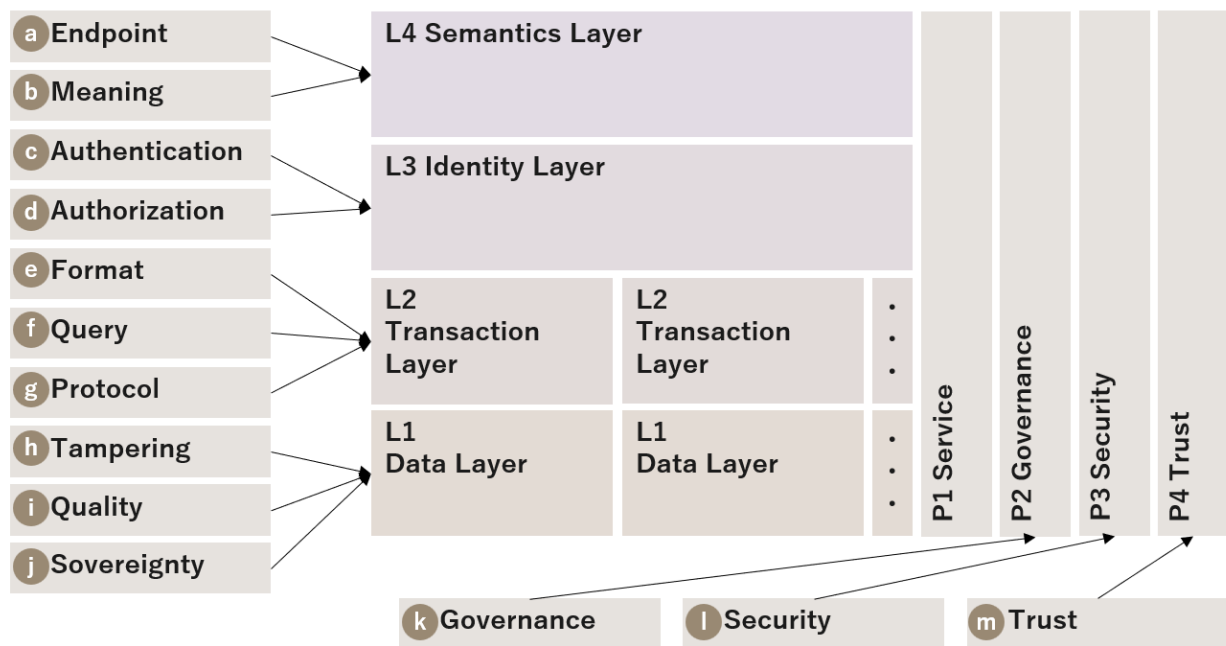 a Endpoint
b Meaning
c Authentication
d Authorization
e Format
f Query
g Protocol
h Tampering
i Quality
j Sovereignty
L4 Semantics Layer
L3 Identity Layer
L2
Transaction
Layer
L2
Transaction
Layer
L1
Data Layer
L1
Data Layer
P1 Service
P2 Governance
P3 Security
P4 Trust
k Governance
l Security
m Trust